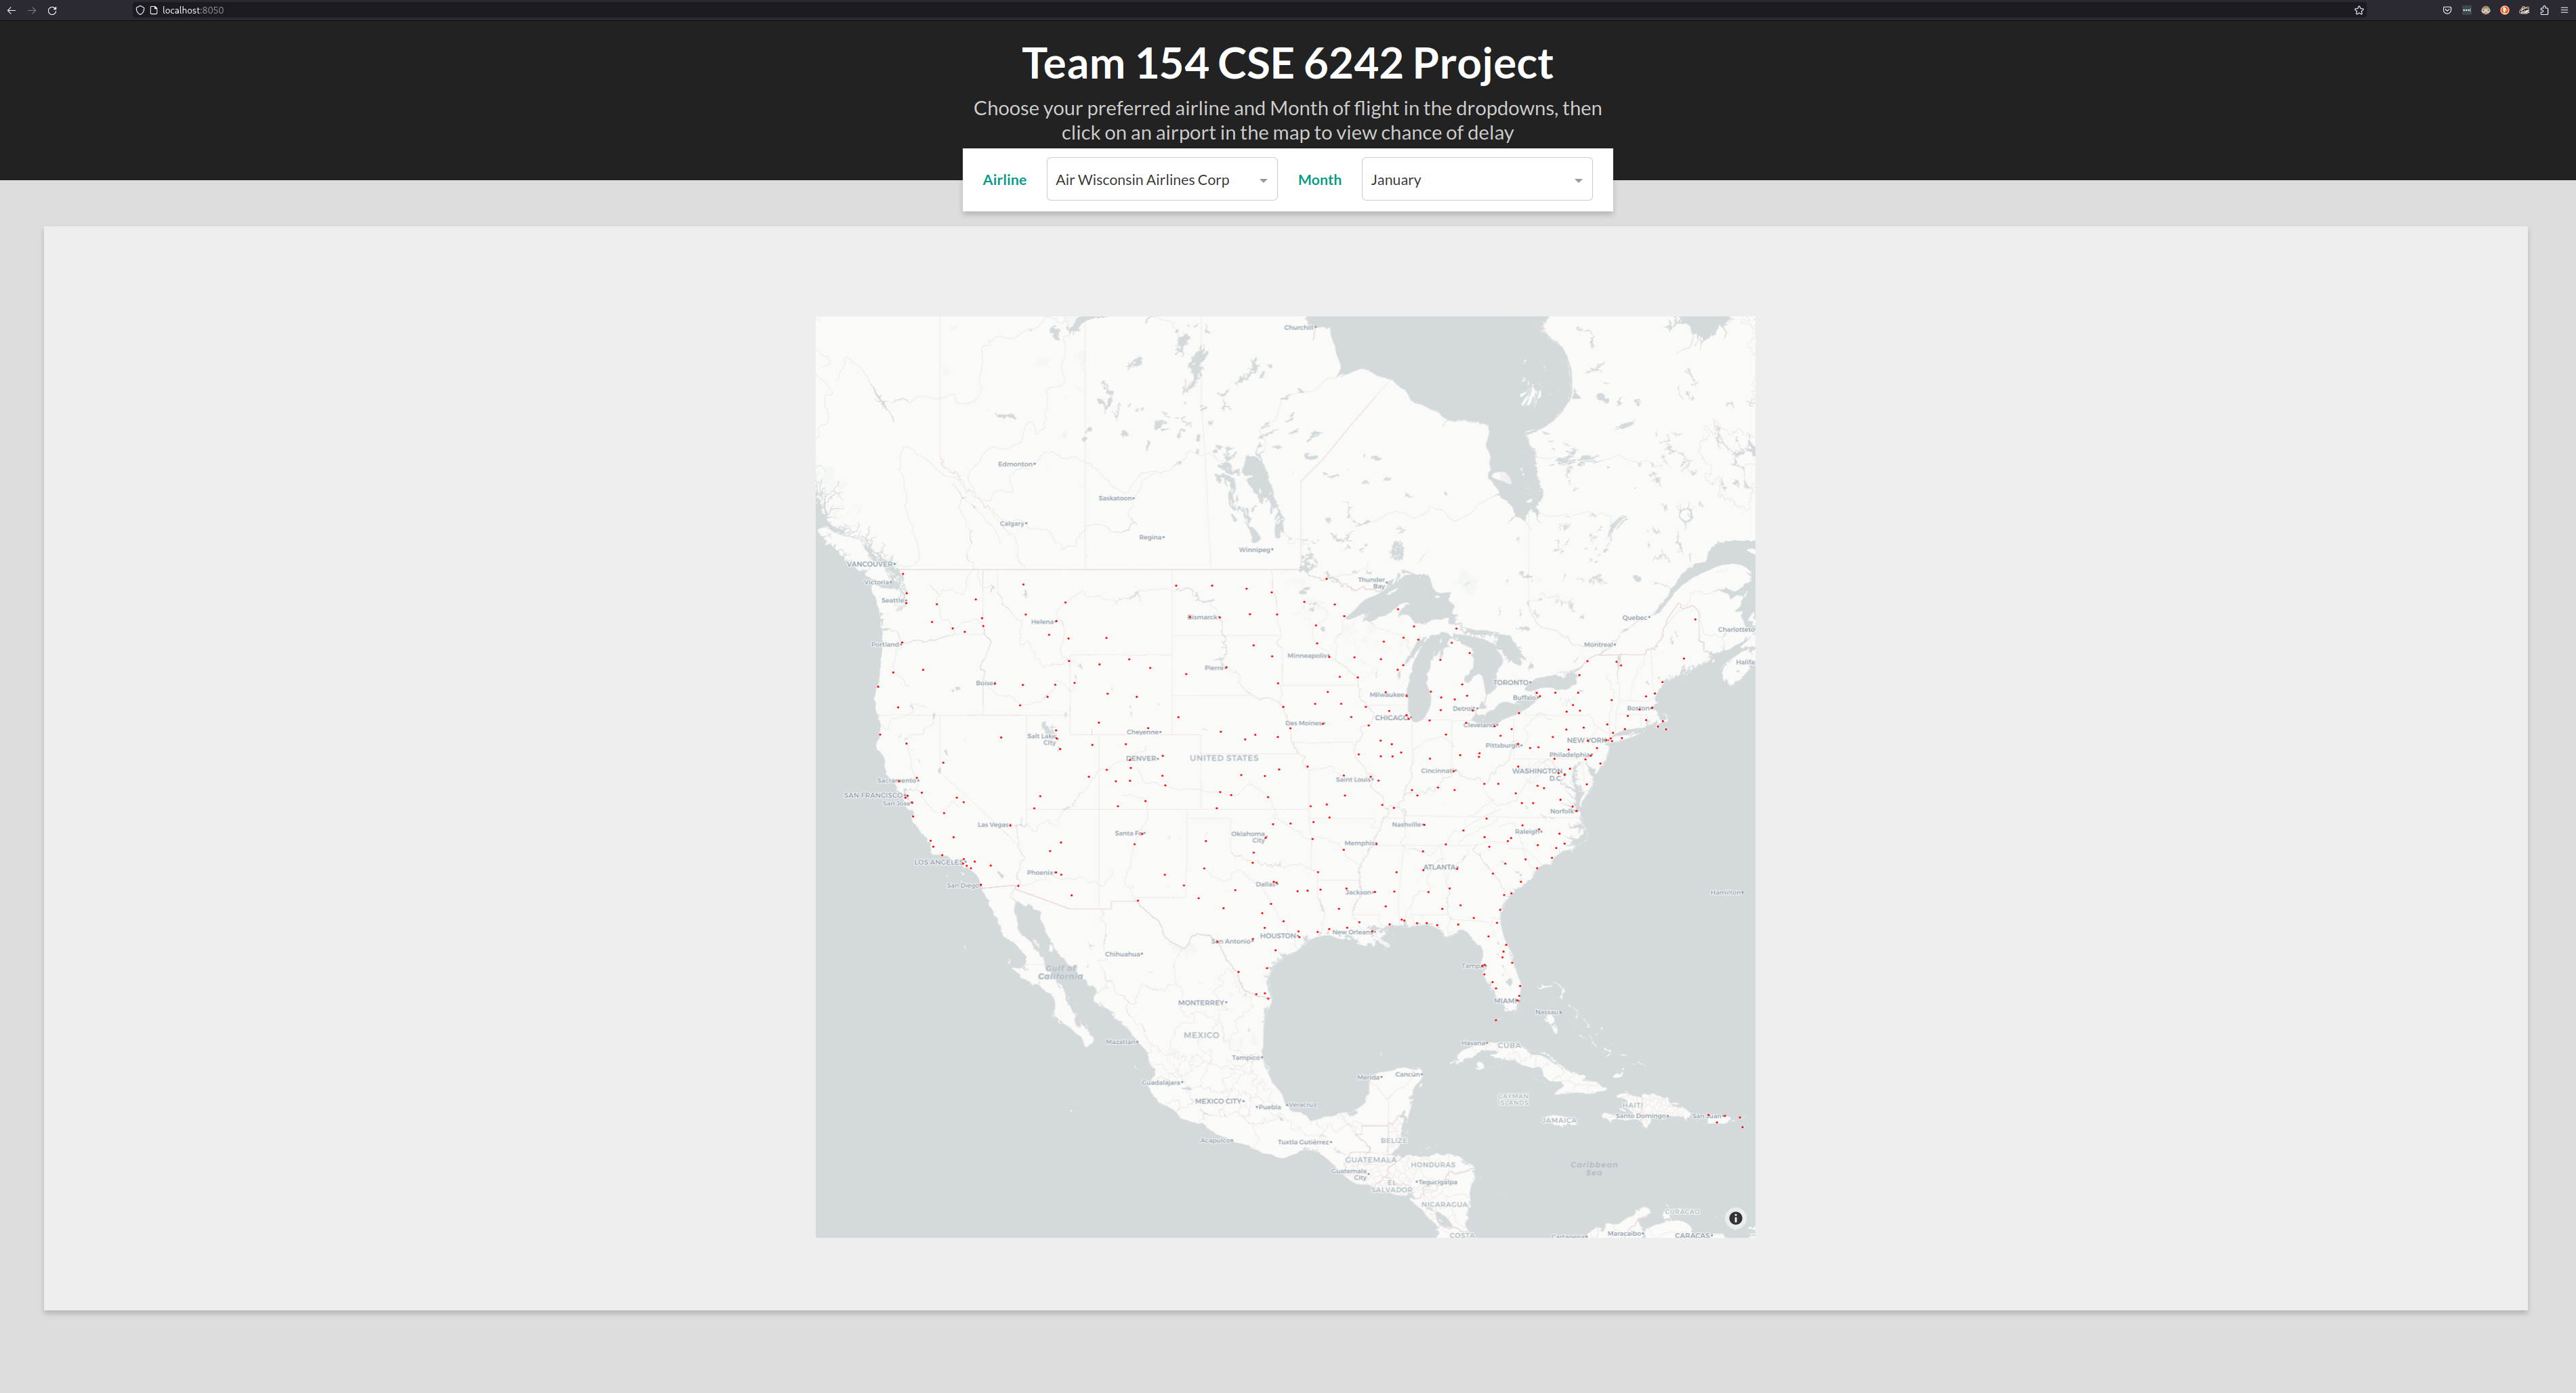 localhost:8050
Team 154 CSE 6242 Project
Choose your preferred airline and Month of flight in the dropdowns, then
click on an airport in the map to view chance of delay
Airline
Air Wisconsin Airlines Corp
Month
January
Churchill
Edmonton
Saskatoon
Calgary
Regina
Winnipeg
VANCOUVER
Victoria
Thunder
Bay
Seattle
Quebec
Helena
Bismarck
Charlotteto
Portland
Montreal
Minneapolis
Halifa
Pierre
Boise
TORONTO
Milwaukee
Buffalo
Detroit
Boston
CHICAGO
Des Moines
Cleveland
Cheyenne
Salt Lake
City
NEW YORK
Pittsburgh
Philadelphia
DENVER
UNITED STATES
Cincinnati
WASHINGTON
D.C.
Sacramento
Saint Louis
SAN FRANCISCO
San Jose
Norfolk
Las Vegas
Nashville
Santa Fe
Oklahoma
City
Raleigh
Memphis
LOS ANGELES
ATLANTA
Phoenix
San Diego
Dallas
Jackson
Hamilton
New Orleans
HOUSTON
San Antonio
Chihuahua
Tampa
Gulf of
California
MONTERREY
MIAMI
Nassau
MEXICO
Mazatlan
Havana
CUBA
Tampico
Merida
Cancún
Guadalajara
MEXICO CITY
Puebla
Veracruz
CAYMAN
ISLANDS
HAITI
Santo Domingo
San Juan
JAMAICA
Acapulco
Tuxtla Gutiérrez
BELIZE
GUATEMALA
HONDURAS
Caribbean
Sea
Guatemala
City
EL
SALVADOR
Tegucigalpa
NICARAGUA
CURAÇAO
COSTA
Cartagena
Maracaibo
CARACAS